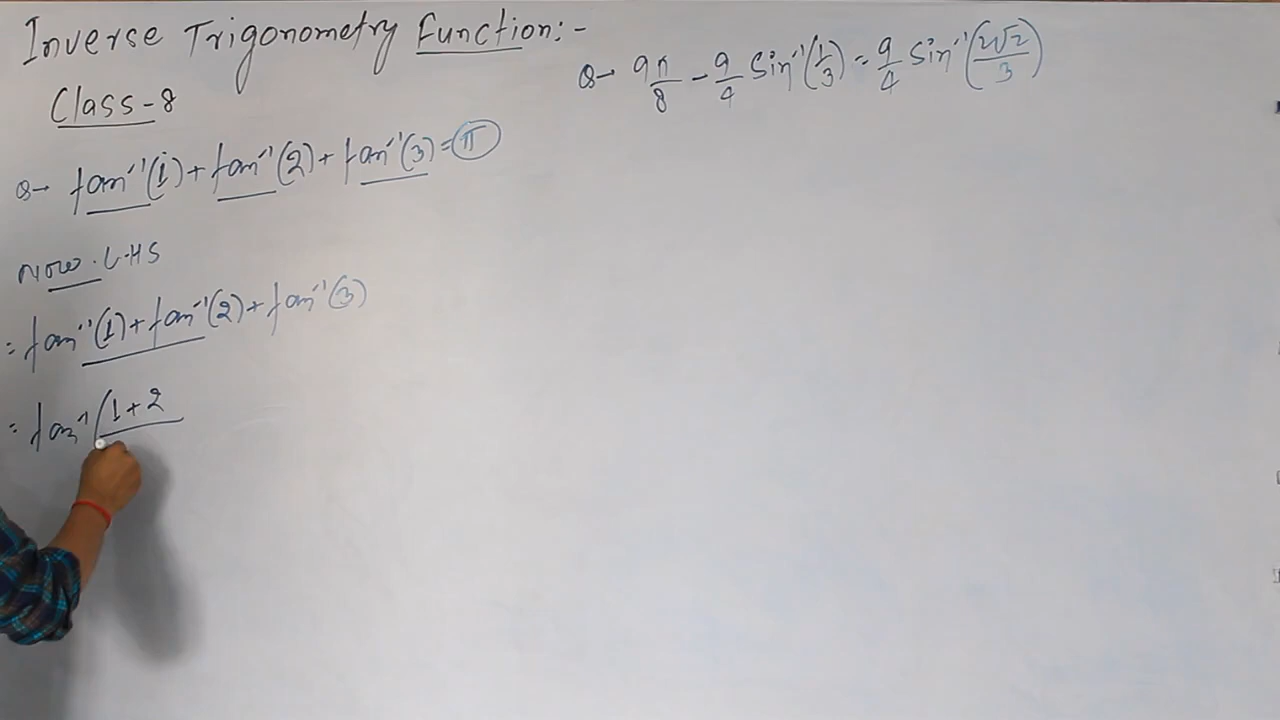 Inverse Trigonometry Function:-
Class-8
Q→ tan⁻¹(1)+tan⁻¹(2)+tan⁻¹(3)=π
Now L.H.S
= tan⁻¹(1)+tan⁻¹(2)+tan⁻¹(3)
= tan⁻¹(1+2
Q→ 9π/8 - 9/4 Sin⁻¹(1/3) = 9/4 Sin⁻¹(2√2/3)